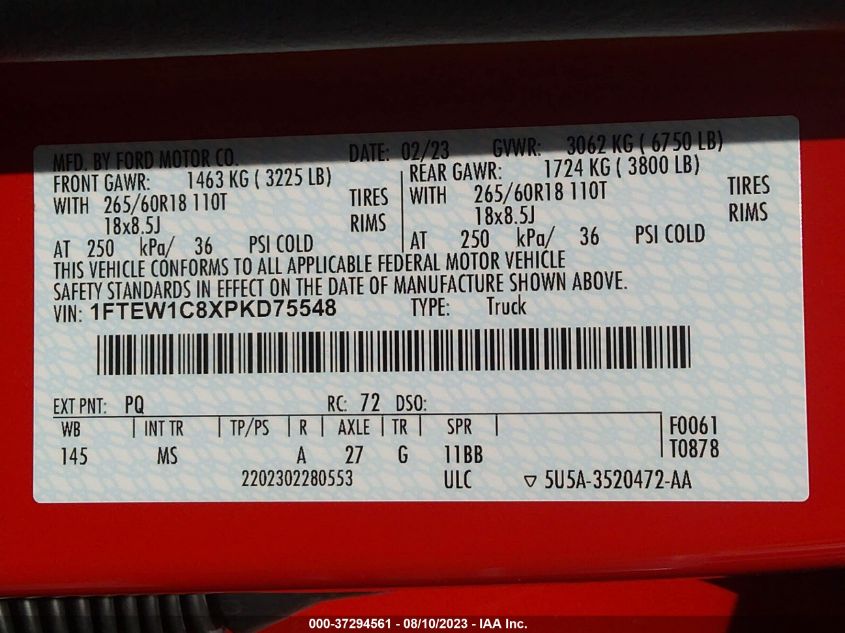 MFD. BY FORD MOTOR CO. DATE: 02/23 GVWR: 3062 KG ( 6750 LB)
FRONT GAWR: 1463 KG ( 3225 LB) REAR GAWR: 1724 KG ( 3800 LB)
WITH 265/60R18 110T TIRES WITH 265/60R18 110T TIRES
18x8.5J RIMS 18x8.5J RIMS
AT 250 kPa/ 36 PSI COLD AT 250 kPa/ 36 PSI COLD
THIS VEHICLE CONFORMS TO ALL APPLICABLE FEDERAL MOTOR VEHICLE
SAFETY STANDARDS IN EFFECT ON THE DATE OF MANUFACTURE SHOWN ABOVE.
VIN: 1FTEW1C8XPKD75548 TYPE: Truck
EXT PNT: PQ RC: 72 DSO:
WB INT TR TP/PS R AXLE TR SPR F0061
145 MS A 27 G 11BB T0878
2202302280553 ULC ▽ 5U5A-3520472-AA
000-37294561 - 08/10/2023 - IAA Inc.